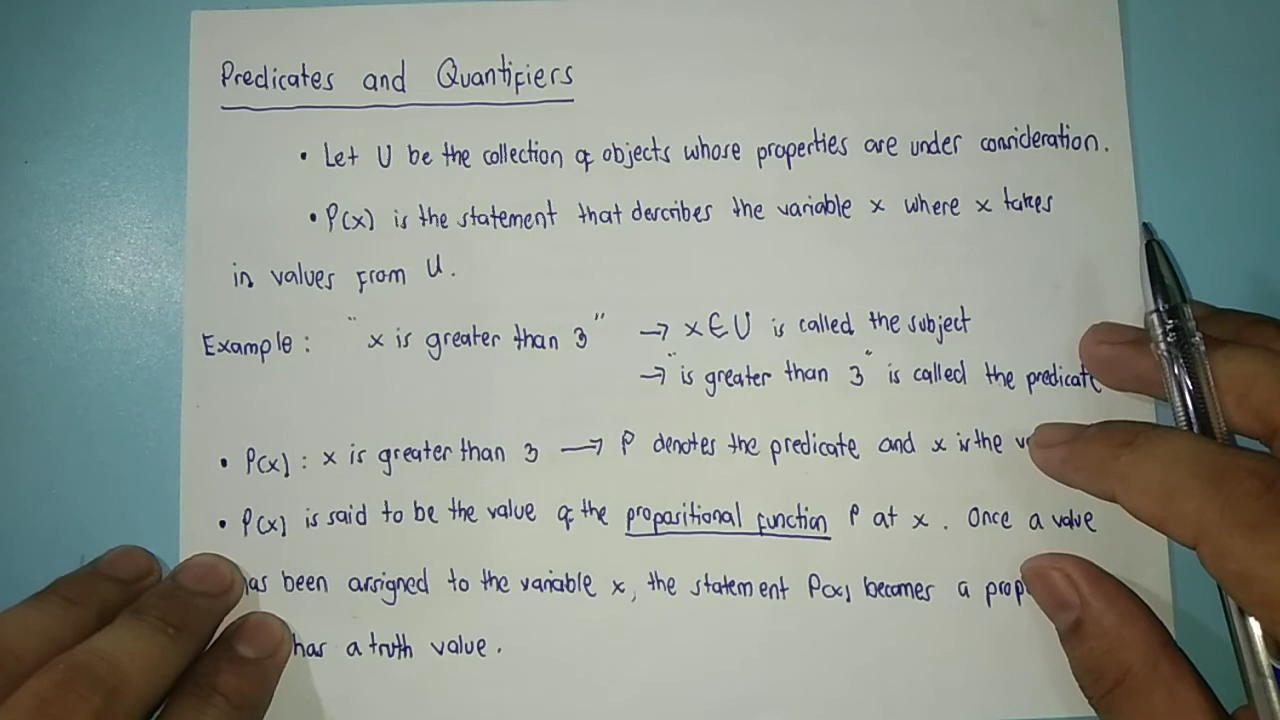 Predicates and Quantifiers
• Let U be the collection of objects whose properties are under consideration.
• P(x) is the statement that describes the variable x where x takes
in values from U.
Example: "x is greater than 3" → x∈U is called the subject
→ "is greater than 3" is called the predicate
• P(x) : x is greater than 3 → P denotes the predicate and x is the
• P(x) is said to be the value of the propositional function P at x. Once a value
been assigned to the variable x, the statement P(x) becomes a
has a truth value.